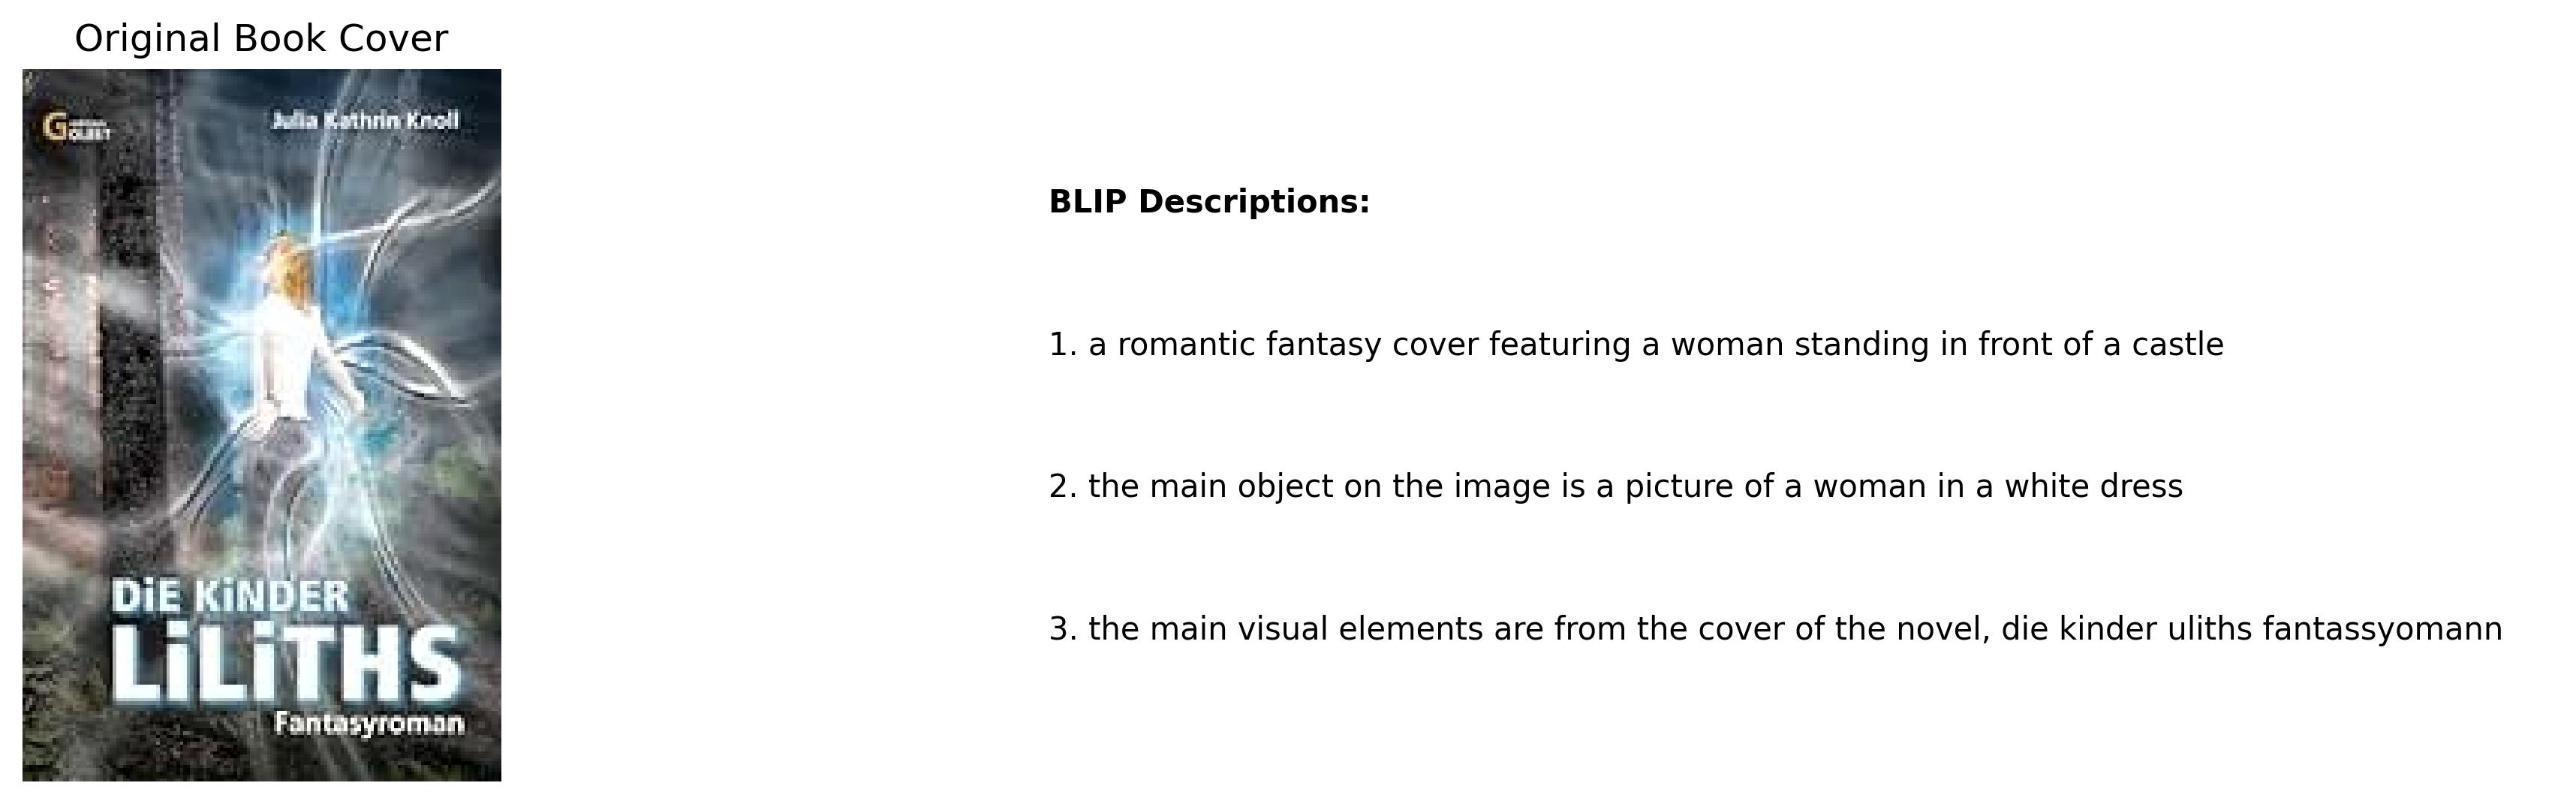 Original Book Cover
Julia Kathrin Knoll
DiE KiNDER
LiLiTHS
Fantasyroman
BLIP Descriptions:
1. a romantic fantasy cover featuring a woman standing in front of a castle
2. the main object on the image is a picture of a woman in a white dress
3. the main visual elements are from the cover of the novel, die kinder uliths fantassyomann